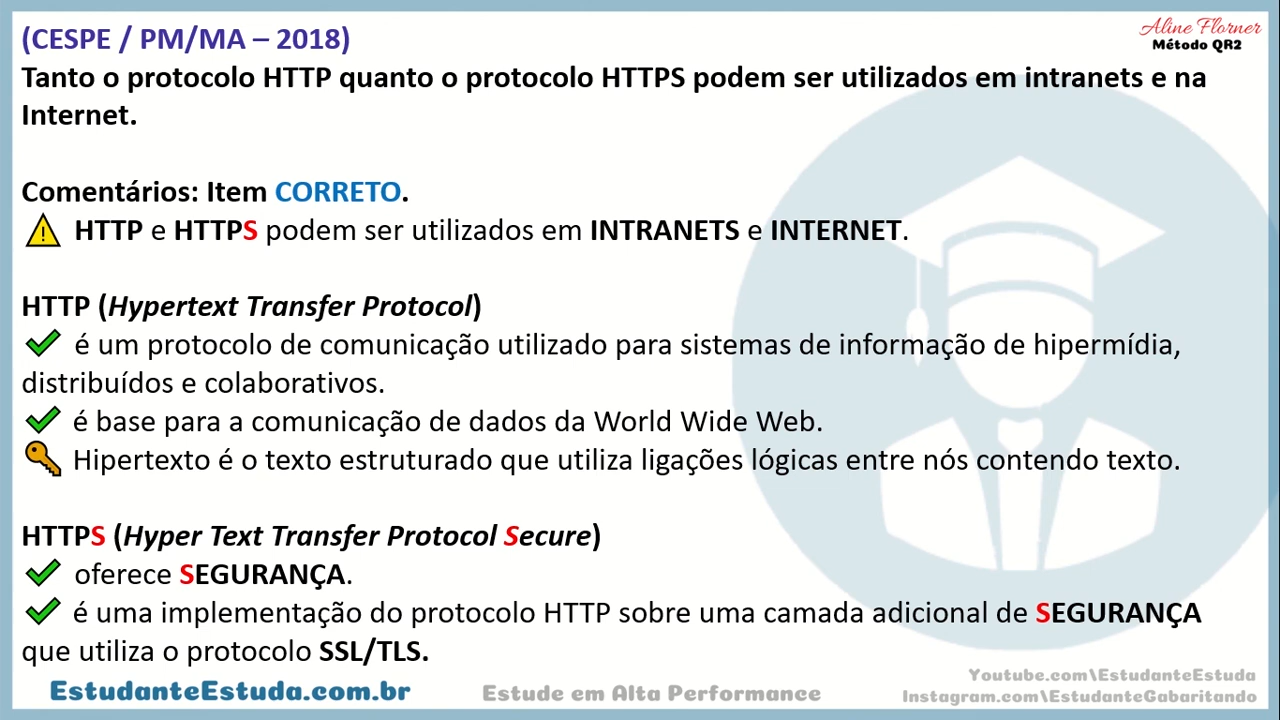 (CESPE / PM/MA – 2018)
Aline Florner
Método QR2
Tanto o protocolo HTTP quanto o protocolo HTTPS podem ser utilizados em intranets e na
Internet.
Comentários: Item CORRETO.
HTTP e HTTPS podem ser utilizados em INTRANETS e INTERNET.
HTTP (Hypertext Transfer Protocol)
é um protocolo de comunicação utilizado para sistemas de informação de hipermídia,
distribuídos e colaborativos.
é base para a comunicação de dados da World Wide Web.
Hipertexto é o texto estruturado que utiliza ligações lógicas entre nós contendo texto.
HTTPS (Hyper Text Transfer Protocol Secure)
oferece SEGURANÇA.
é uma implementação do protocolo HTTP sobre uma camada adicional de SEGURANÇA
que utiliza o protocolo SSL/TLS.
EstudanteEstuda.com.br
Estude em Alta Performance
Youtube.com\EstudanteEstuda
Instagram.com\EstudanteGabaritando